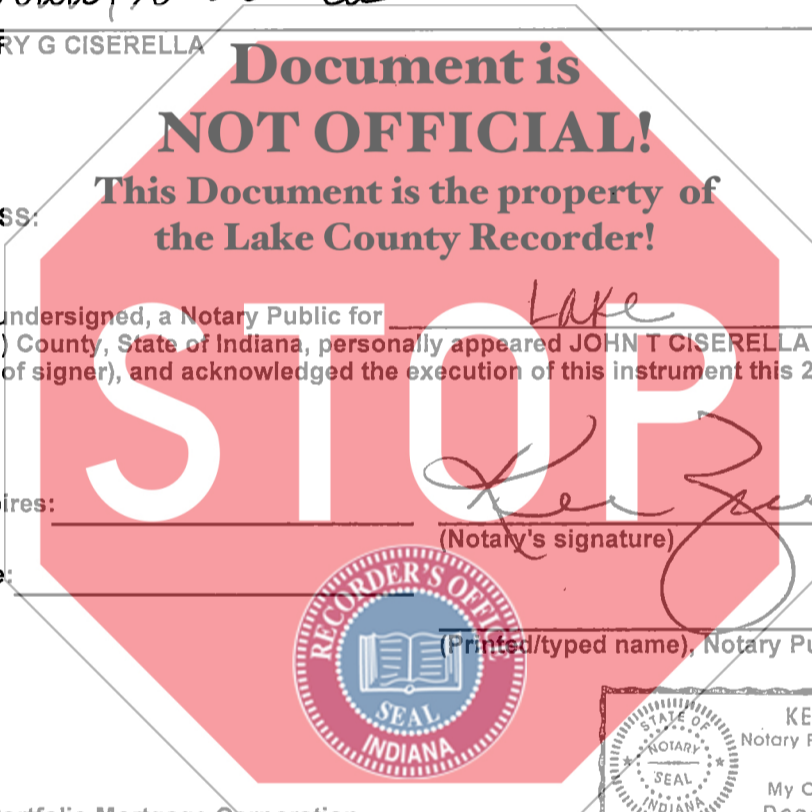 RY G CISERELLA
Document is
NOT OFFICIAL!
This Document is the property of
the Lake County Recorder!
SS:
undersigned, a Notary Public for Lake
) County, State of Indiana, personally appeared JOHN T CISERELLA
of signer), and acknowledged the execution of this instrument this 2
STOP
ires:
(Notary's signature)
e:
(Printed/typed name), Notary Pu
RECORDER'S OFFICE
SEAL
INDIANA
STATE OF
NOTARY
SEAL
INDIANA
KE
Notary P
My C
ortfolio Mortgage Corporation